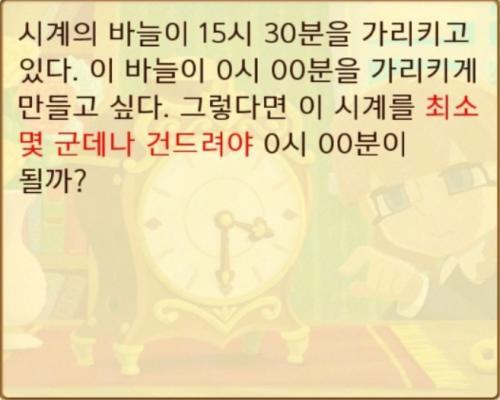 시계의 바늘이 15시 30분을 가리키고
있다. 이 바늘이 0시 00분을 가리키게
만들고 싶다. 그렇다면 이 시계를 최소
몇 군데나 건드려야 0시 00분이
될까?